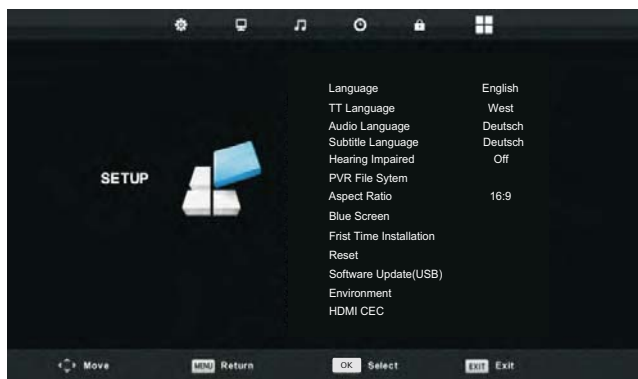 SETUP
Language English
TT Language West
Audio Language Deutsch
Subtitle Language Deutsch
Hearing Impaired Off
PVR File Sytem
Aspect Ratio 16:9
Blue Screen
Frist Time Installation
Reset
Software Update(USB)
Environment
HDMI CEC
Move MENU Return OK Select EXIT Exit